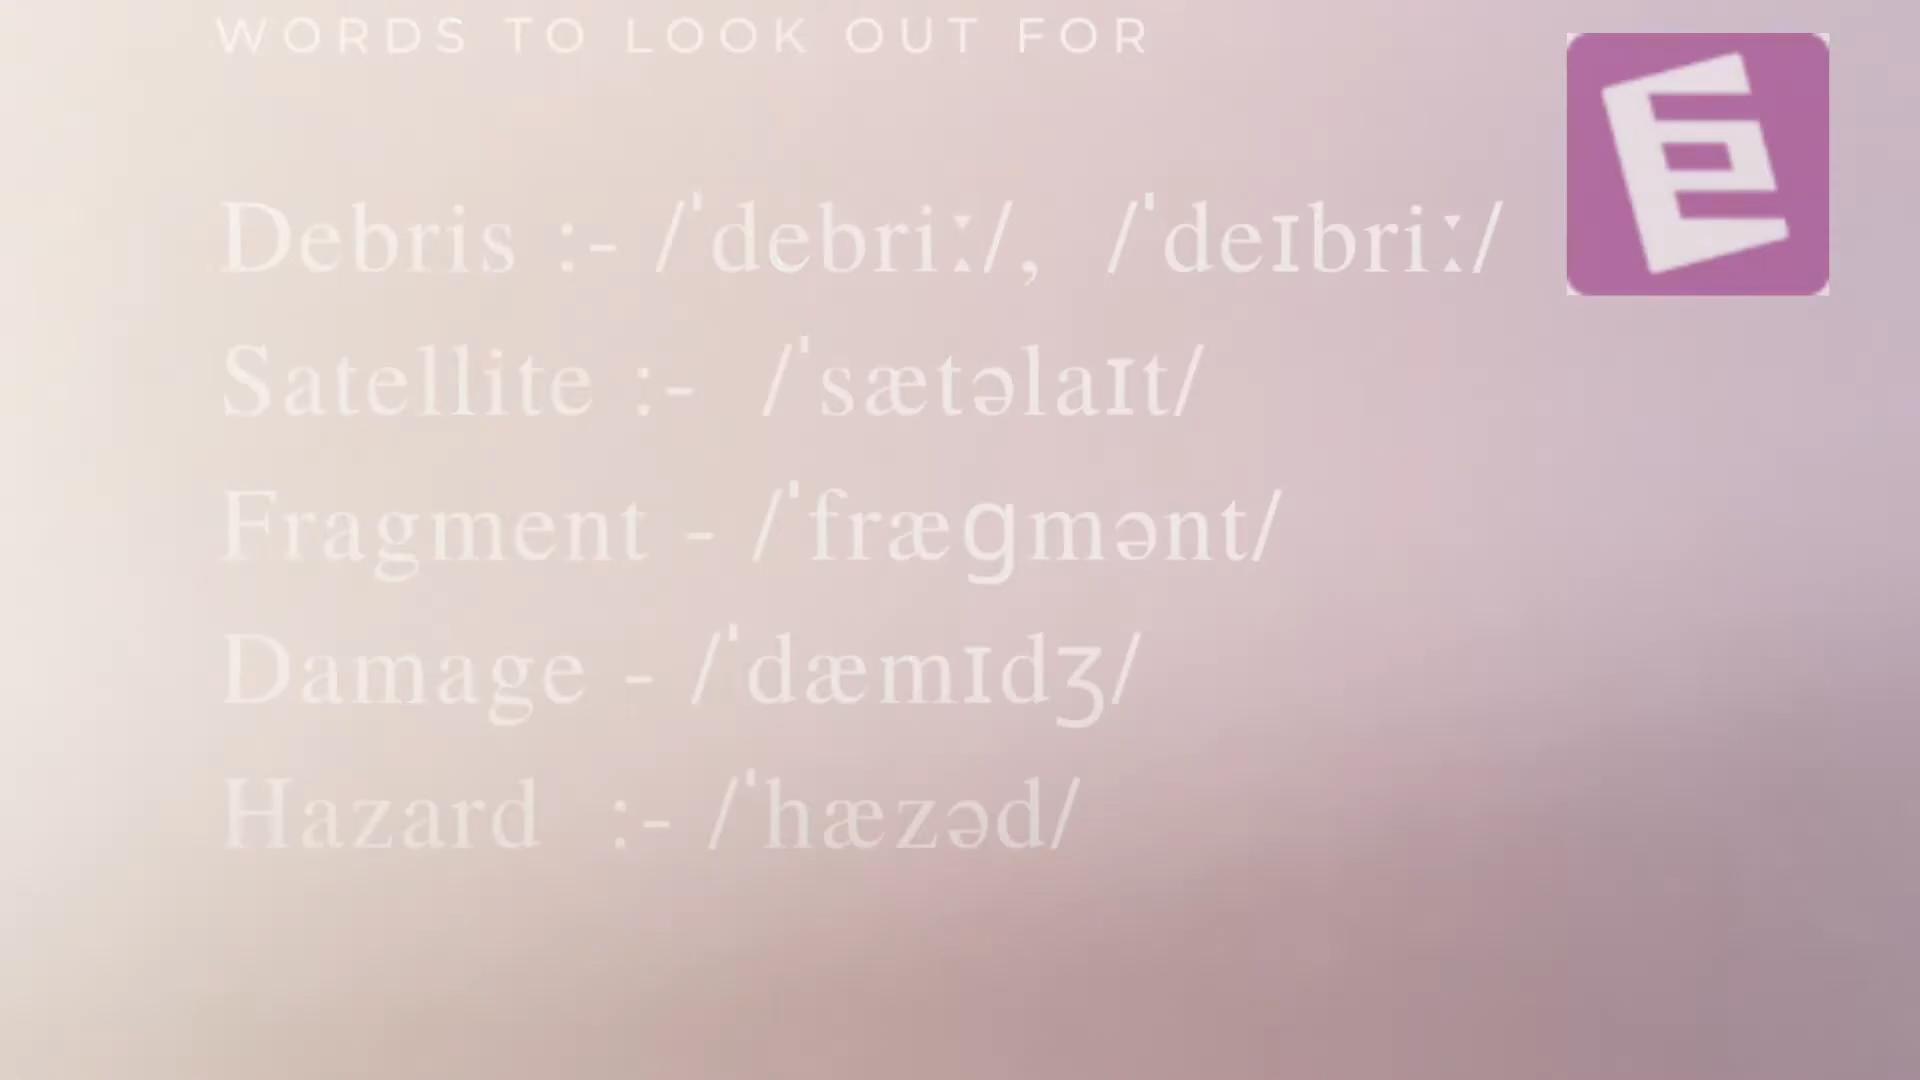 WORDS TO LOOK OUT FOR
Debris :- /ˈdebriː/, /ˈdeɪbriː/
Satellite :- /ˈsætəlaɪt/
Fragment - /ˈfræɡmənt/
Damage - /ˈdæmɪdʒ/
Hazard :- /ˈhæzəd/